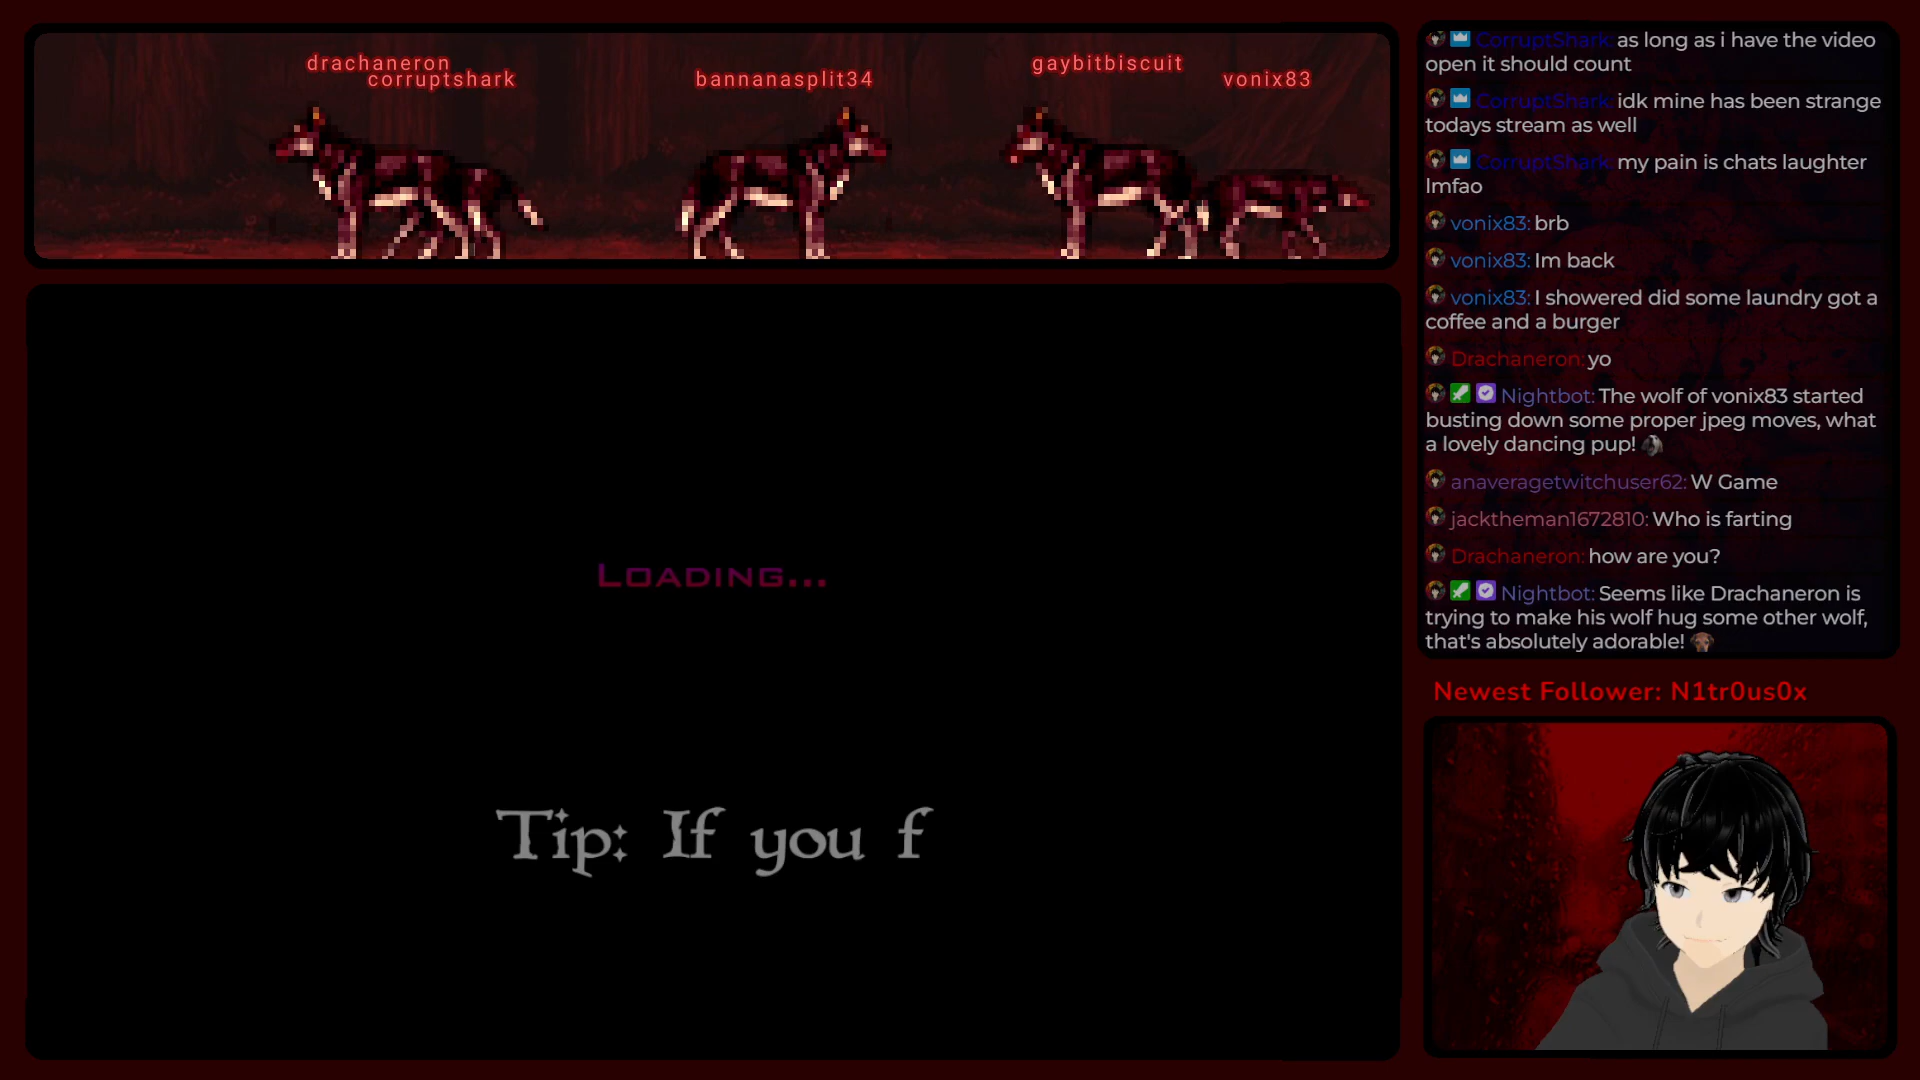 drachaneron
corruptshark
bannanasplit34
gaybitbiscuit
vonix83
Loading...
Tip: If you f
CorruptShark: as long as i have the video
open it should count
CorruptShark: idk mine has been strange
todays stream as well
CorruptShark: my pain is chats laughter
lmfao
vonix83: brb
vonix83: Im back
vonix83: I showered did some laundry got a
coffee and a burger
Drachaneron: yo
Nightbot: The wolf of vonix83 started
busting down some proper jpeg moves, what
a lovely dancing pup!
anaveragetwitchuser62: W Game
jacktheman1672810: Who is farting
Drachaneron: how are you?
Nightbot: Seems like Drachaneron is
trying to make his wolf hug some other wolf,
that's absolutely adorable!
Newest Follower: N1tr0us0x